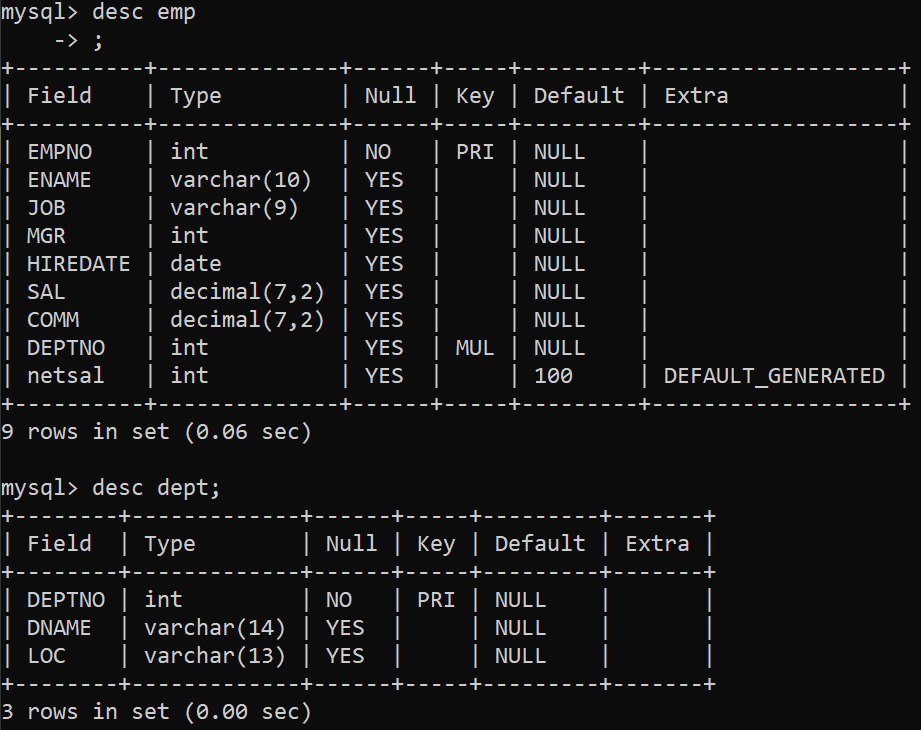 mysql> desc emp
    -> ;
+----------+--------------+------+-----+---------+-------------------+
| Field    | Type         | Null | Key | Default | Extra             |
+----------+--------------+------+-----+---------+-------------------+
| EMPNO    | int          | NO   | PRI | NULL    |                   |
| ENAME    | varchar(10)  | YES  |     | NULL    |                   |
| JOB      | varchar(9)   | YES  |     | NULL    |                   |
| MGR      | int          | YES  |     | NULL    |                   |
| HIREDATE | date         | YES  |     | NULL    |                   |
| SAL      | decimal(7,2) | YES  |     | NULL    |                   |
| COMM     | decimal(7,2) | YES  |     | NULL    |                   |
| DEPTNO   | int          | YES  | MUL | NULL    |                   |
| netsal   | int          | YES  |     | 100     | DEFAULT_GENERATED |
+----------+--------------+------+-----+---------+-------------------+
9 rows in set (0.06 sec)

mysql> desc dept;
+--------+-------------+------+-----+---------+-------+
| Field  | Type        | Null | Key | Default | Extra |
+--------+-------------+------+-----+---------+-------+
| DEPTNO | int         | NO   | PRI | NULL    |       |
| DNAME  | varchar(14) | YES  |     | NULL    |       |
| LOC    | varchar(13) | YES  |     | NULL    |       |
+--------+-------------+------+-----+---------+-------+
3 rows in set (0.00 sec)